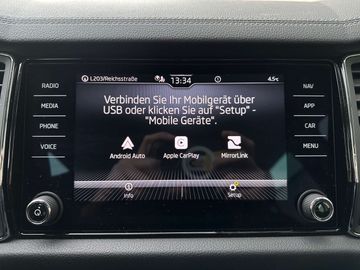 L203/Reichsstraße
13:34
4.5°C
RADIO
MEDIA
PHONE
VOICE
NAV
APP
CAR
MENU
Verbinden Sie Ihr Mobilgerät über
USB oder klicken Sie auf "Setup" -
"Mobile Geräte".
Android Auto
Apple CarPlay
MirrorLink
Info
Setup